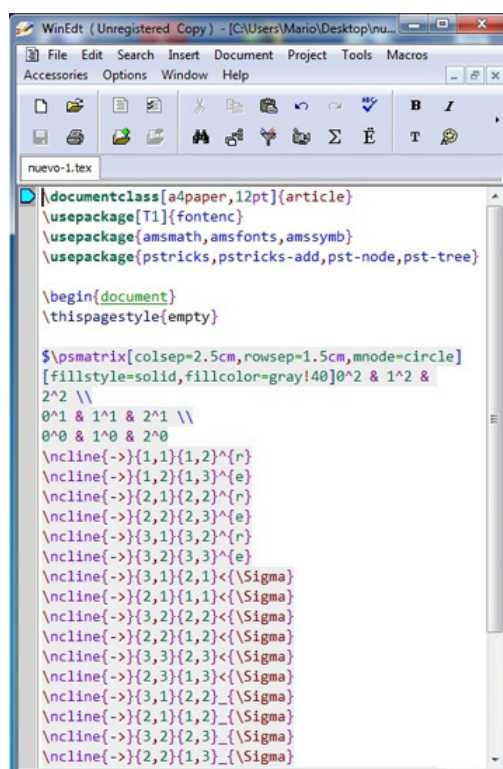 WinEdt (Unregistered Copy) - [C:\Users\Mario\Desktop\nu...
File Edit Search Insert Document Project Tools Macros
Accessories Options Window Help
B I
Σ Ë T
nuevo-1.tex
\documentclass[a4paper,12pt]{article}
\usepackage[T1]{fontenc}
\usepackage{amsmath,amsfonts,amssymb}
\usepackage{pstricks,pstricks-add,pst-node,pst-tree}
\begin{document}
\thispagestyle{empty}
$\psmatrix[colsep=2.5cm,rowsep=1.5cm,mnode=circle]
[fillstyle=solid,fillcolor=gray!40]0^2 & 1^2 &
2^2 \\
0^1 & 1^1 & 2^1 \\
0^0 & 1^0 & 2^0
\ncline{->}{1,1}{1,2}^{r}
\ncline{->}{1,2}{1,3}^{e}
\ncline{->}{2,1}{2,2}^{r}
\ncline{->}{2,2}{2,3}^{e}
\ncline{->}{3,1}{3,2}^{r}
\ncline{->}{3,2}{3,3}^{e}
\ncline{->}{3,1}{2,1}<{\Sigma}
\ncline{->}{2,1}{1,1}<{\Sigma}
\ncline{->}{3,2}{2,2}<{\Sigma}
\ncline{->}{2,2}{1,2}<{\Sigma}
\ncline{->}{3,3}{2,3}<{\Sigma}
\ncline{->}{2,3}{1,3}<{\Sigma}
\ncline{->}{3,1}{2,2}_{\Sigma}
\ncline{->}{2,1}{1,2}_{\Sigma}
\ncline{->}{3,2}{2,3}_{\Sigma}
\ncline{->}{2,2}{1,3}_{\Sigma}